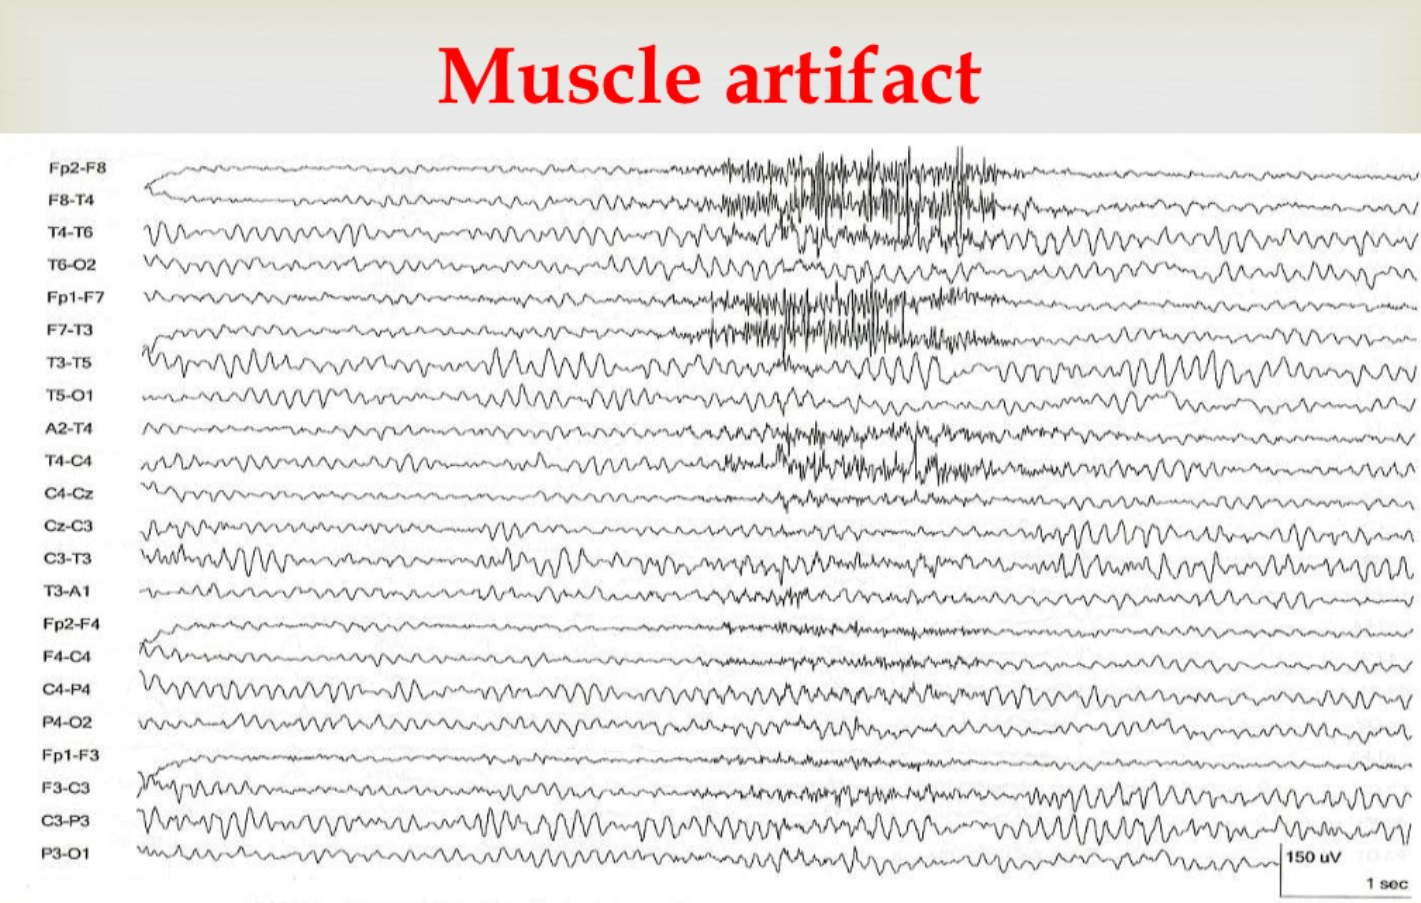 Muscle artifact
Fp2-F8
F8-T4
T4-T6
T6-O2
Fp1-F7
F7-T3
T3-T5
T5-O1
A2-T4
T4-C4
C4-Cz
Cz-C3
C3-T3
T3-A1
Fp2-F4
F4-C4
C4-P4
P4-O2
Fp1-F3
F3-C3
C3-P3
P3-O1
150 uV
1 sec